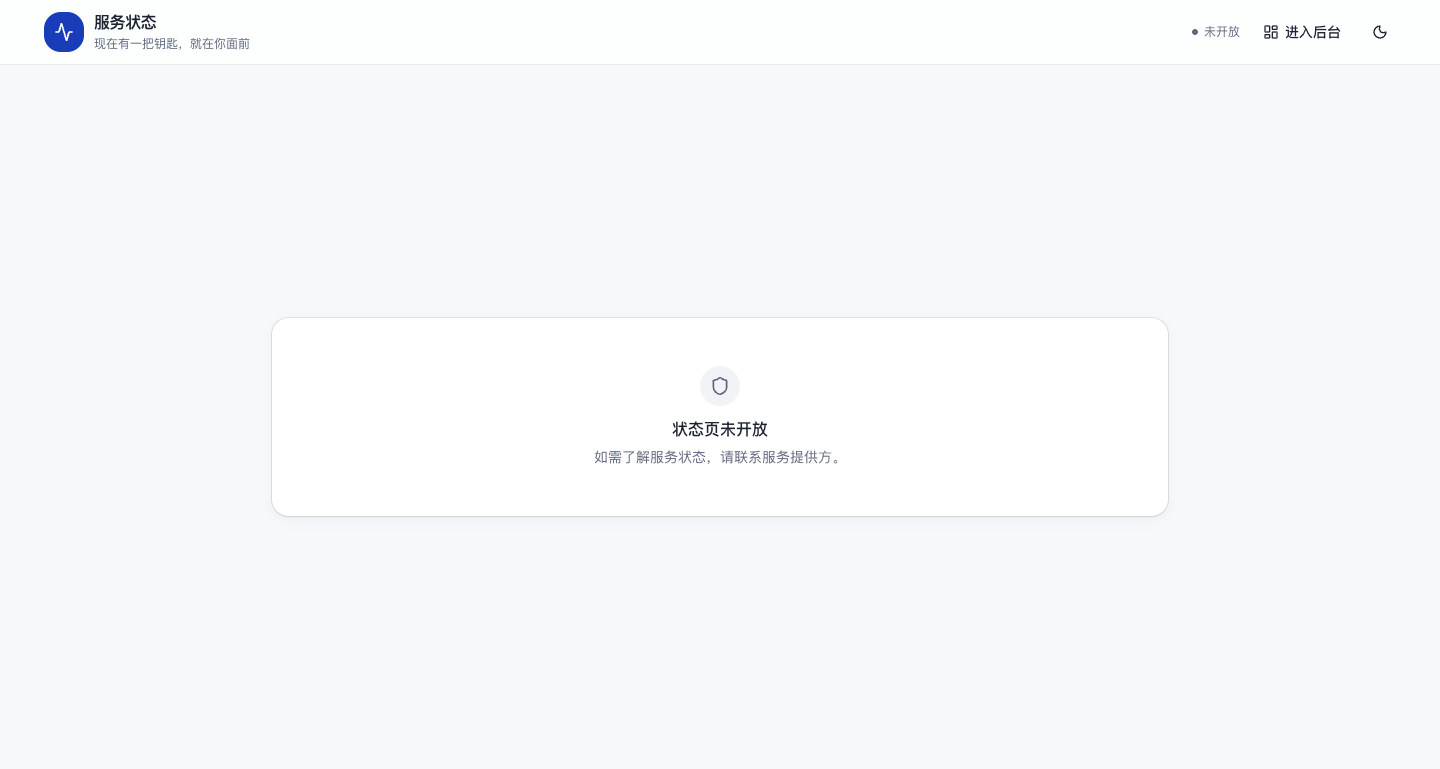 服务状态
现在有一把钥匙，就在你面前
未开放
进入后台
状态页未开放
如需了解服务状态，请联系服务提供方。